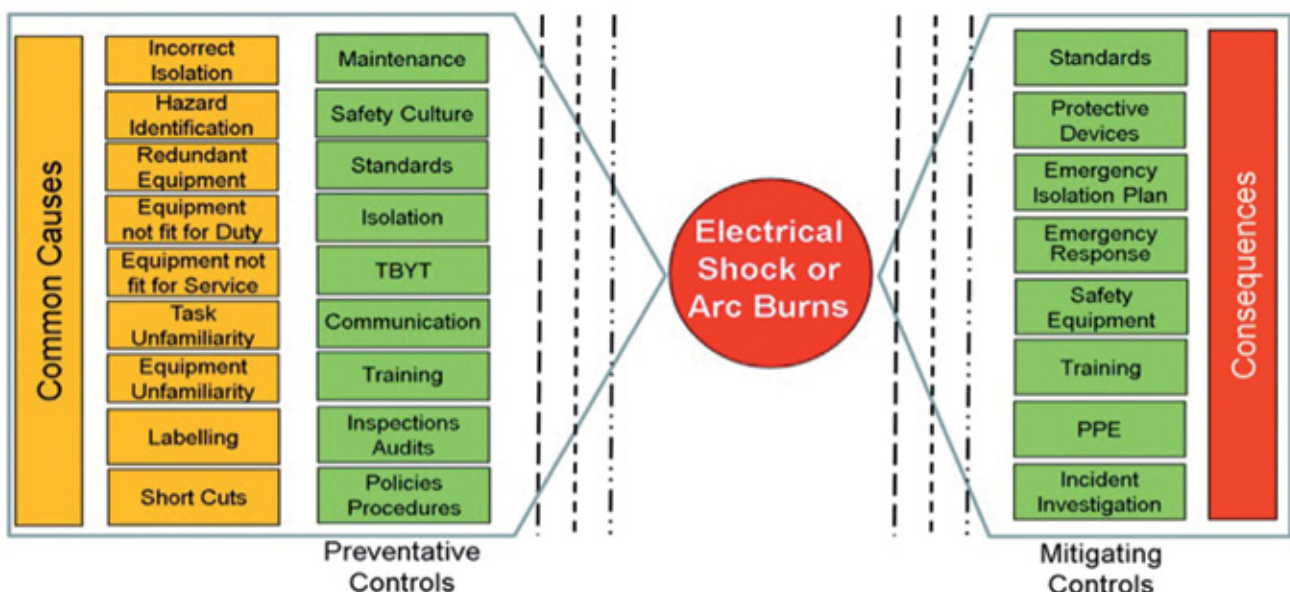 Common Causes
Incorrect
Isolation
Hazard
Identification
Redundant
Equipment
Equipment
not fit for Duty
Equipment not
fit for Service
Task
Unfamiliarity
Equipment
Unfamiliarity
Labelling
Short Cuts
Maintenance
Safety Culture
Standards
Isolation
TBYT
Communication
Training
Inspections
Audits
Policies
Procedures
Preventative
Controls
Electrical
Shock or
Arc Burns
Standards
Protective
Devices
Emergency
Isolation Plan
Emergency
Response
Safety
Equipment
Training
PPE
Incident
Investigation
Mitigating
Controls
Consequences